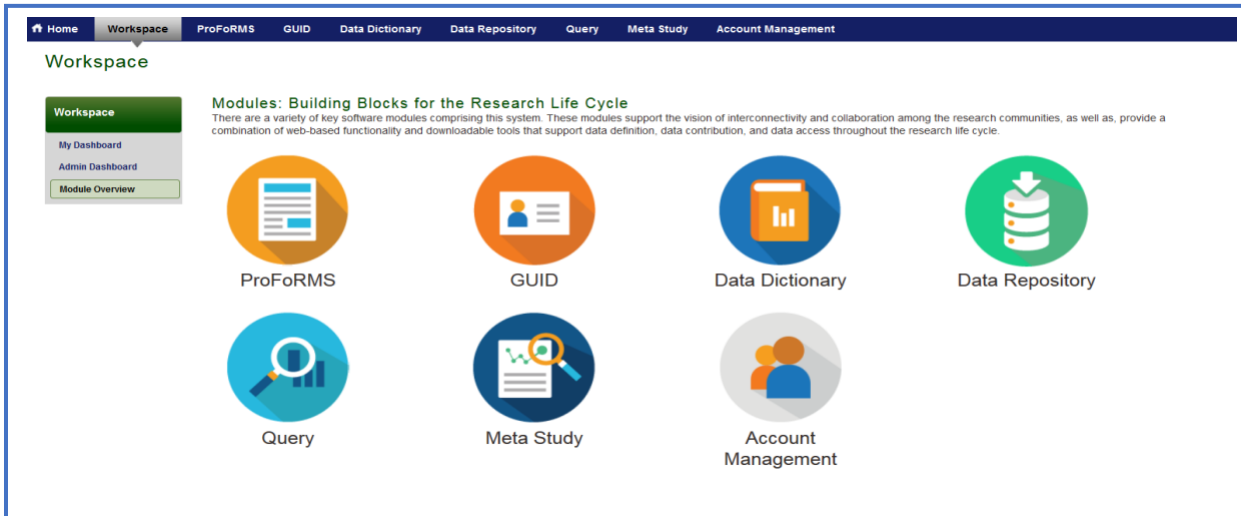 Home Workspace ProFoRMS GUID Data Dictionary Data Repository Query Meta Study Account Management
Workspace
Workspace
My Dashboard
Admin Dashboard
Module Overview
Modules: Building Blocks for the Research Life Cycle
There are a variety of key software modules comprising this system. These modules support the vision of interconnectivity and collaboration among the research communities, as well as, provide a
combination of web-based functionality and downloadable tools that support data definition, data contribution, and data access throughout the research life cycle.
ProFoRMS GUID Data Dictionary Data Repository
Query Meta Study Account
Management